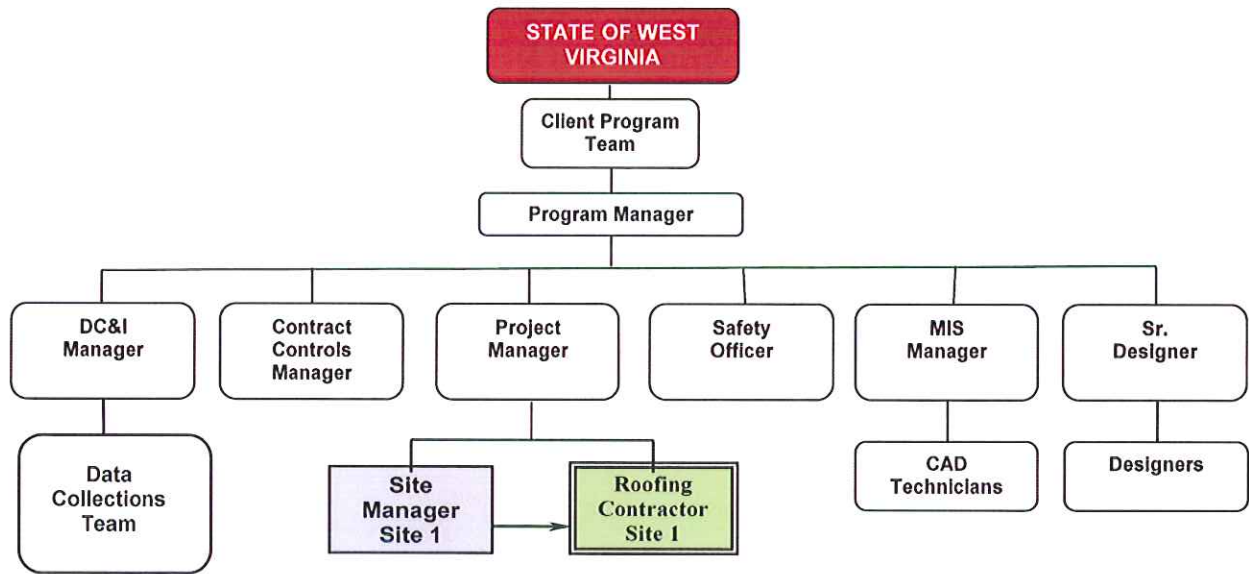 STATE OF WEST
VIRGINIA
Client Program
Team
Program Manager
DC&I
Manager
Contract
Controls
Manager
Project
Manager
Safety
Officer
MIS
Manager
Sr.
Designer
Data
Collections
Team
Site
Manager
Site 1
Roofing
Contractor
Site 1
CAD
Technicians
Designers